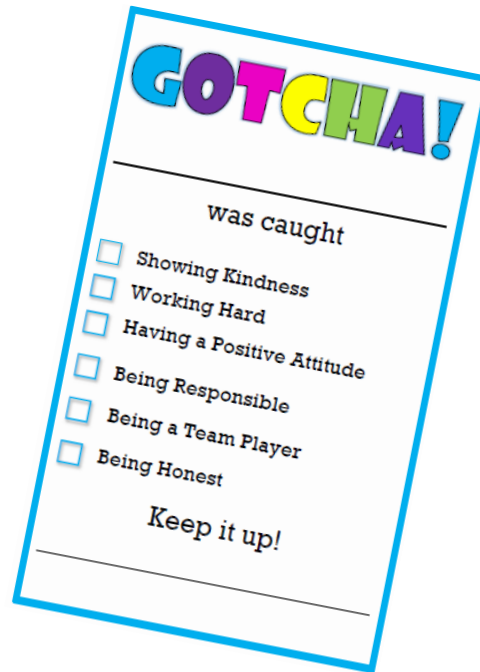 GOTCHA!
was caught
Showing Kindness
Working Hard
Having a Positive Attitude
Being Responsible
Being a Team Player
Being Honest
Keep it up!